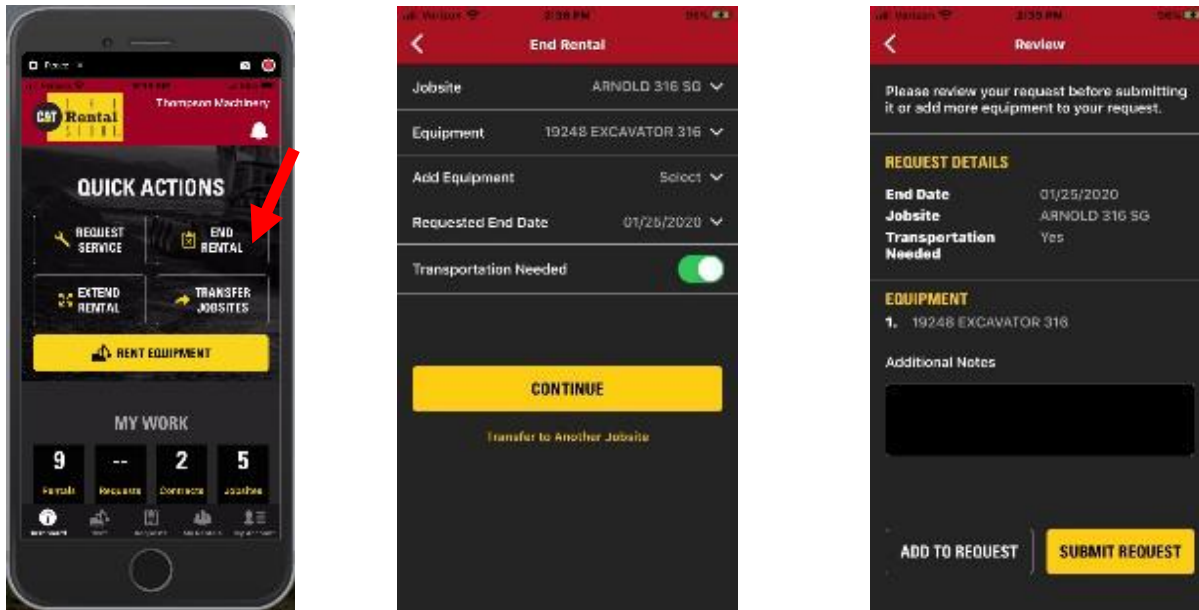 Thompson Machinery
CAT Rental
STORE
QUICK ACTIONS
REQUEST SERVICE
END RENTAL
EXTEND RENTAL
TRANSFER JOBSITES
RENT EQUIPMENT
MY WORK
9 -- 2 5
Rentals Requests Contracts Jobsites
End Rental
Jobsite ARNOLD 316 SG
Equipment 19248 EXCAVATOR 316
Add Equipment Select
Requested End Date 01/25/2020
Transportation Needed
CONTINUE
Transfer to Another Jobsite
Review
Please review your request before submitting
it or add more equipment to your request.
REQUEST DETAILS
End Date 01/25/2020
Jobsite ARNOLD 316 SG
Transportation Yes
Needed
EQUIPMENT
1. 19248 EXCAVATOR 316
Additional Notes
ADD TO REQUEST SUBMIT REQUEST